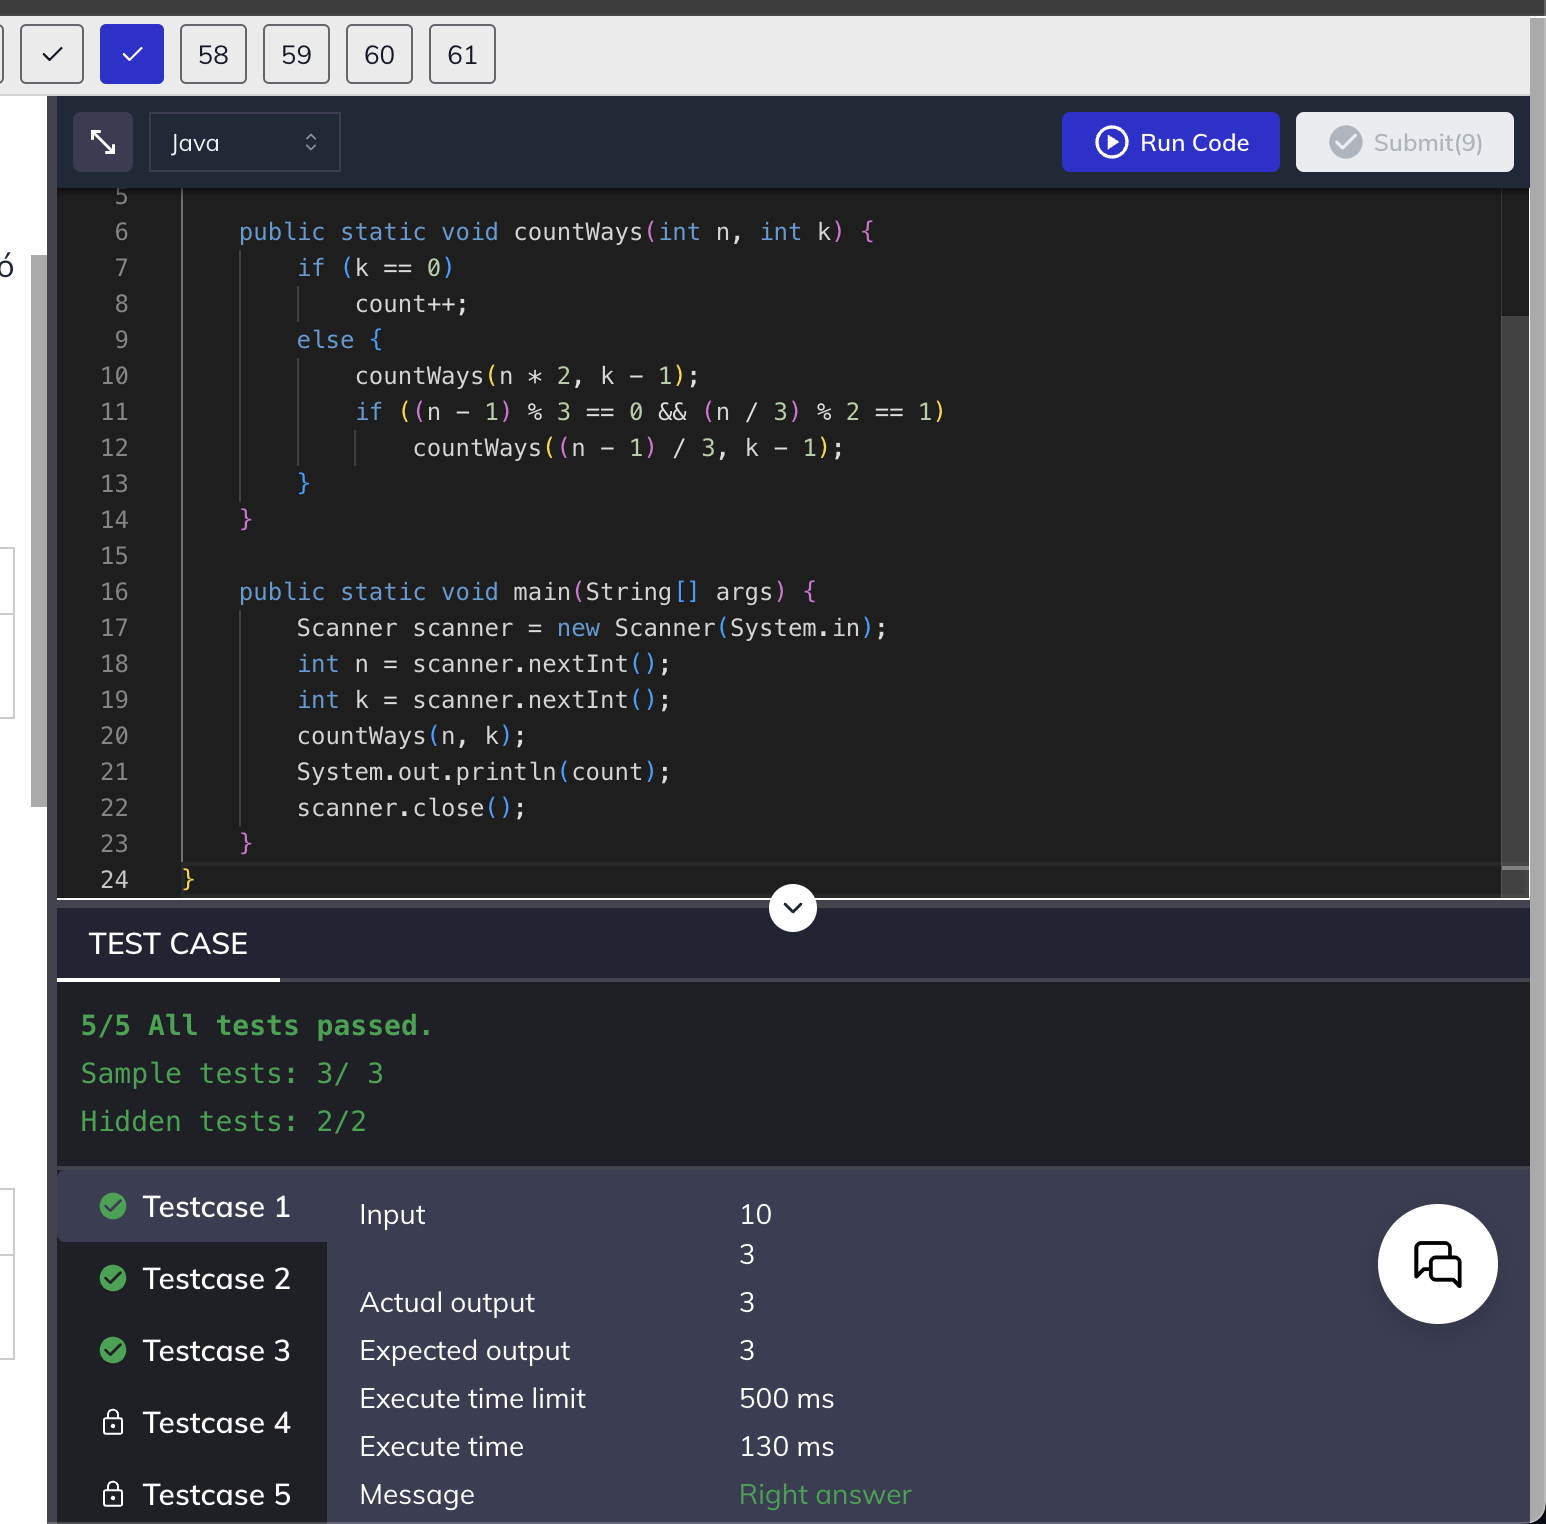 58 59 60 61
Java Run Code Submit(9)
ó
5
6 public static void countWays(int n, int k) {
7 if (k == 0)
8 count++;
9 else {
10 countWays(n * 2, k - 1);
11 if ((n - 1) % 3 == 0 && (n / 3) % 2 == 1)
12 countWays((n - 1) / 3, k - 1);
13 }
14 }
15
16 public static void main(String[] args) {
17 Scanner scanner = new Scanner(System.in);
18 int n = scanner.nextInt();
19 int k = scanner.nextInt();
20 countWays(n, k);
21 System.out.println(count);
22 scanner.close();
23 }
24 }
TEST CASE
5/5 All tests passed.
Sample tests: 3/ 3
Hidden tests: 2/2
Testcase 1
Testcase 2
Testcase 3
Testcase 4
Testcase 5
Input 10
3
Actual output 3
Expected output 3
Execute time limit 500 ms
Execute time 130 ms
Message Right answer